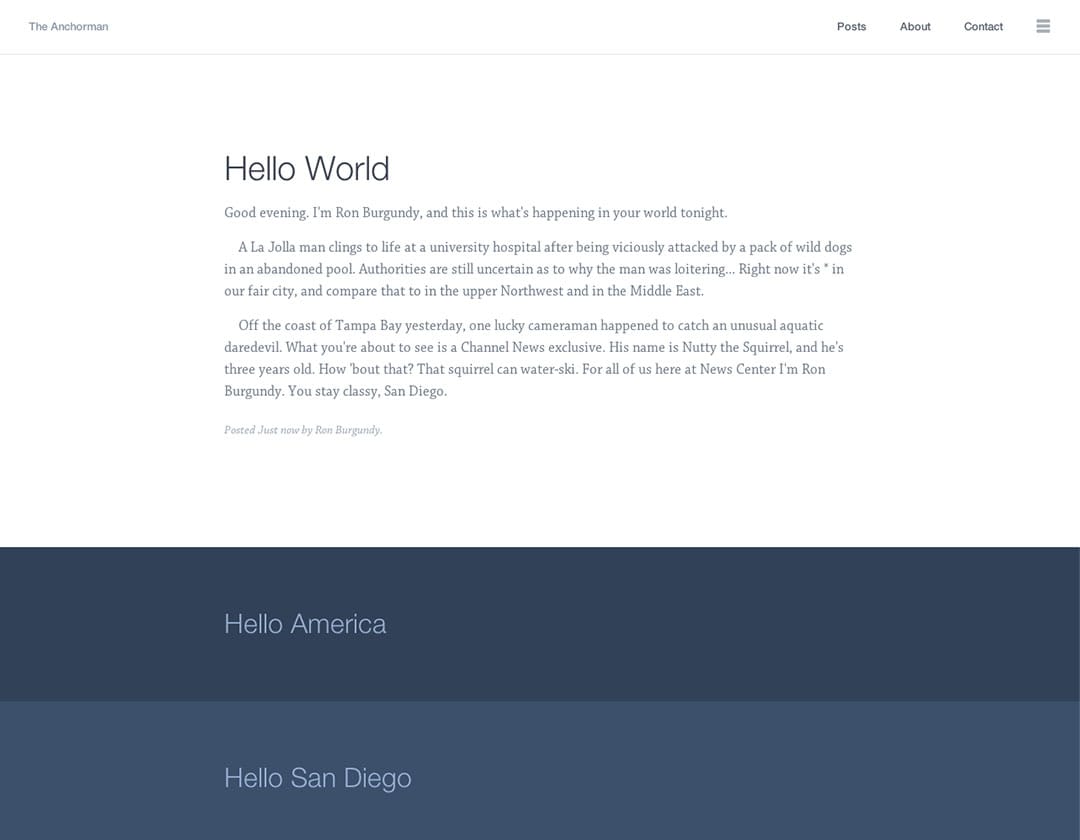 The Anchorman
Posts
About
Contact
Hello World
Good evening. I'm Ron Burgundy, and this is what's happening in your world tonight.
A La Jolla man clings to life at a university hospital after being viciously attacked by a pack of wild dogs
in an abandoned pool. Authorities are still uncertain as to why the man was loitering... Right now it's * in
our fair city, and compare that to in the upper Northwest and in the Middle East.
Off the coast of Tampa Bay yesterday, one lucky cameraman happened to catch an unusual aquatic
daredevil. What you're about to see is a Channel News exclusive. His name is Nutty the Squirrel, and he's
three years old. How 'bout that? That squirrel can water-ski. For all of us here at News Center I'm Ron
Burgundy. You stay classy, San Diego.
Posted Just now by Ron Burgundy.
Hello America
Hello San Diego